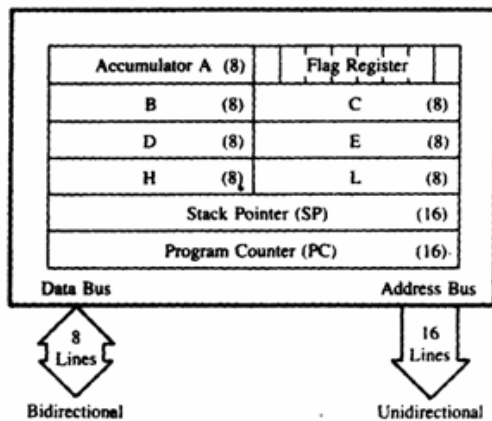 Accumulator A (8) Flag Register
B (8) C (8)
D (8) E (8)
H (8) L (8)
Stack Pointer (SP) (16)
Program Counter (PC) (16)
Data Bus Address Bus
8 Lines 16 Lines
Bidirectional Unidirectional